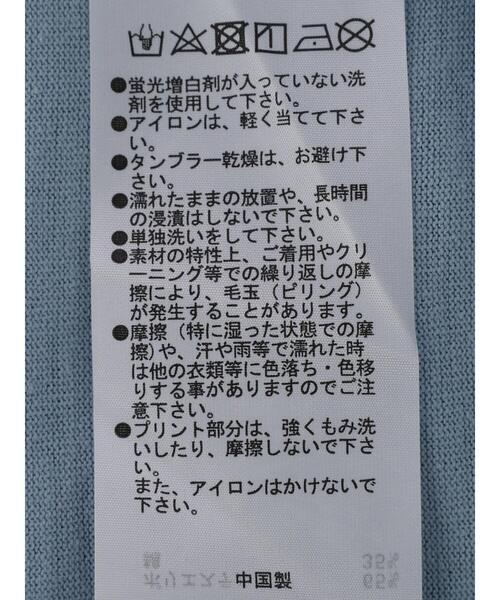 ●蛍光増白剤が入っていない洗
剤を使用して下さい。
●アイロンは、軽く当てて下さ
い。
●タンブラー乾燥は、お避け下
さい。
●濡れたままの放置や、長時間
の浸漬はしないで下さい。
●単独洗いをして下さい。
●素材の特性上、ご着用やクリ
ーニング等での繰り返しの摩
擦により、毛玉（ピリング）
が発生することがあります。
●摩擦（特に湿った状態での摩
擦)や、汗や雨等で濡れた時
は他の衣類等に色落ち・色移
りする事がありますのでご注
意下さい。
●プリント部分は、強くもみ洗
いしたり、摩擦しないで下さ
い。
また、アイロンはかけないで
下さい。
綿 35%
ポリエステ 65%
中国製